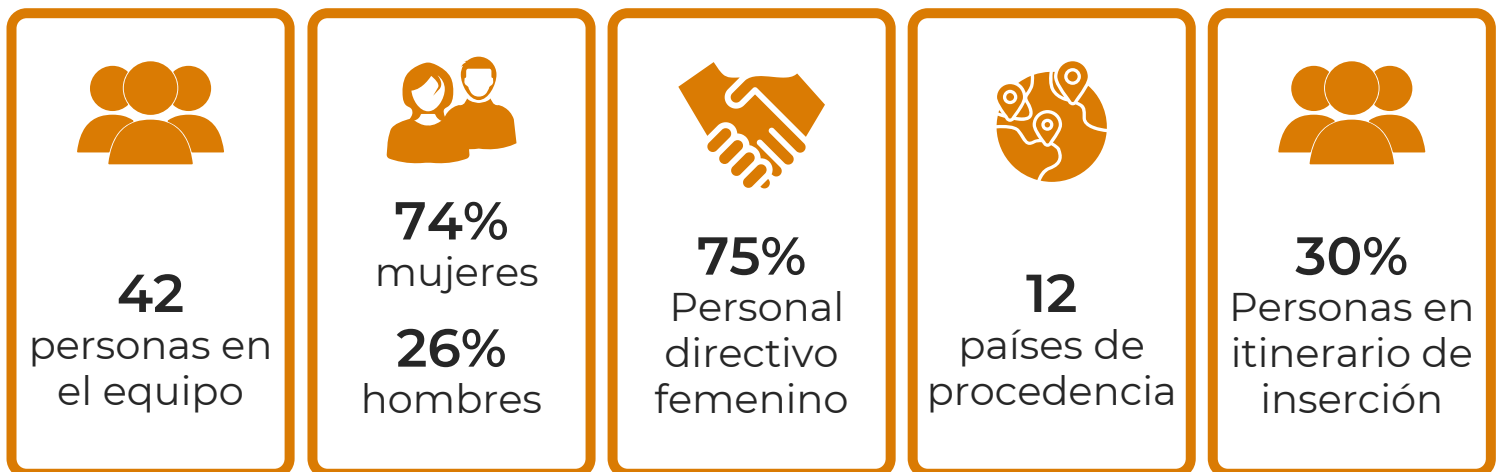 42
personas en
el equipo
74%
mujeres
26%
hombres
75%
Personal
directivo
femenino
12
países de
procedencia
30%
Personas en
itinerario de
inserción